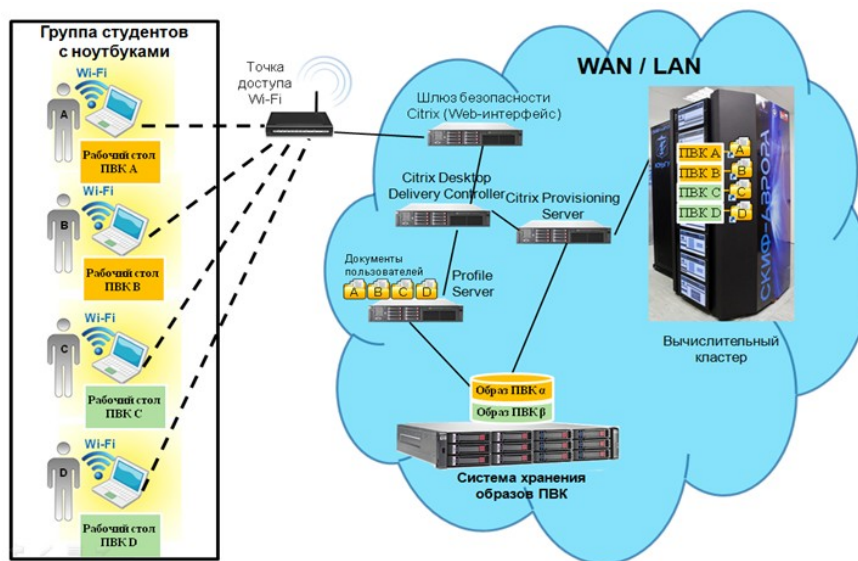 Группа студентов
с ноутбуками
Wi-Fi
A
Рабочий стол
ПВК A
Wi-Fi
B
Рабочий стол
ПВК B
Wi-Fi
C
Рабочий стол
ПВК C
Wi-Fi
D
Рабочий стол
ПВК D
Точка
доступа
Wi-Fi
WAN / LAN
Шлюз безопасности
Citrix (Web-интерфейс)
Citrix Desktop
Delivery Controller
Citrix Provisioning
Server
Документы
пользователей
A B C D
Profile
Server
Образ ПВК α
Образ ПВК β
Система хранения
образов ПВК
ПВК A A
ПВК B B
ПВК C C
ПВК D D
СКИФ-АВРОРА
Вычислительный
кластер